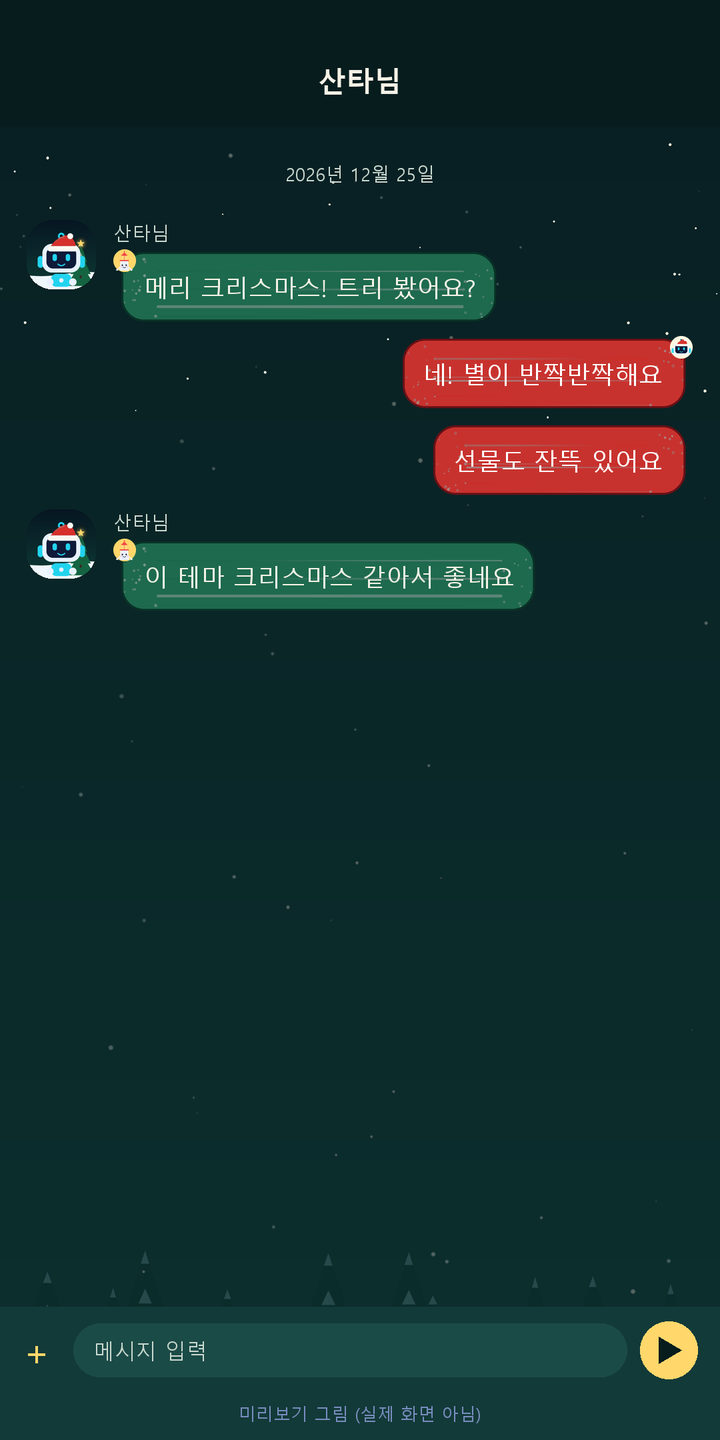 산타님
2026년 12월 25일
산타님
메리 크리스마스! 트리 봤어요?
네! 별이 반짝반짝해요
선물도 잔뜩 있어요
산타님
이 테마 크리스마스 같아서 좋네요
+
메시지 입력
미리보기 그림 (실제 화면 아님)